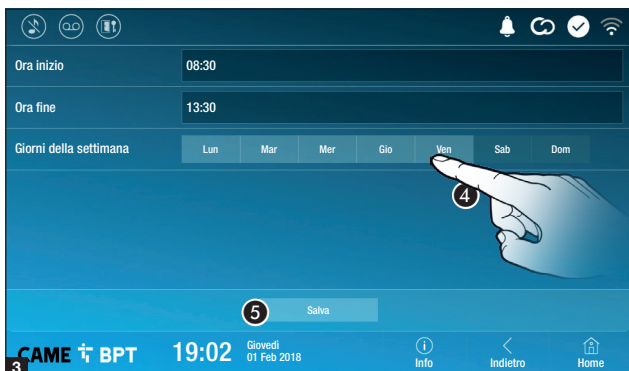 Ora inizio 08:30
Ora fine 13:30
Giorni della settimana Lun Mar Mer Gio Ven Sab Dom
4
5 Salva
CAME BPT 19:02 Giovedì
01 Feb 2018
Info Indietro Home
3